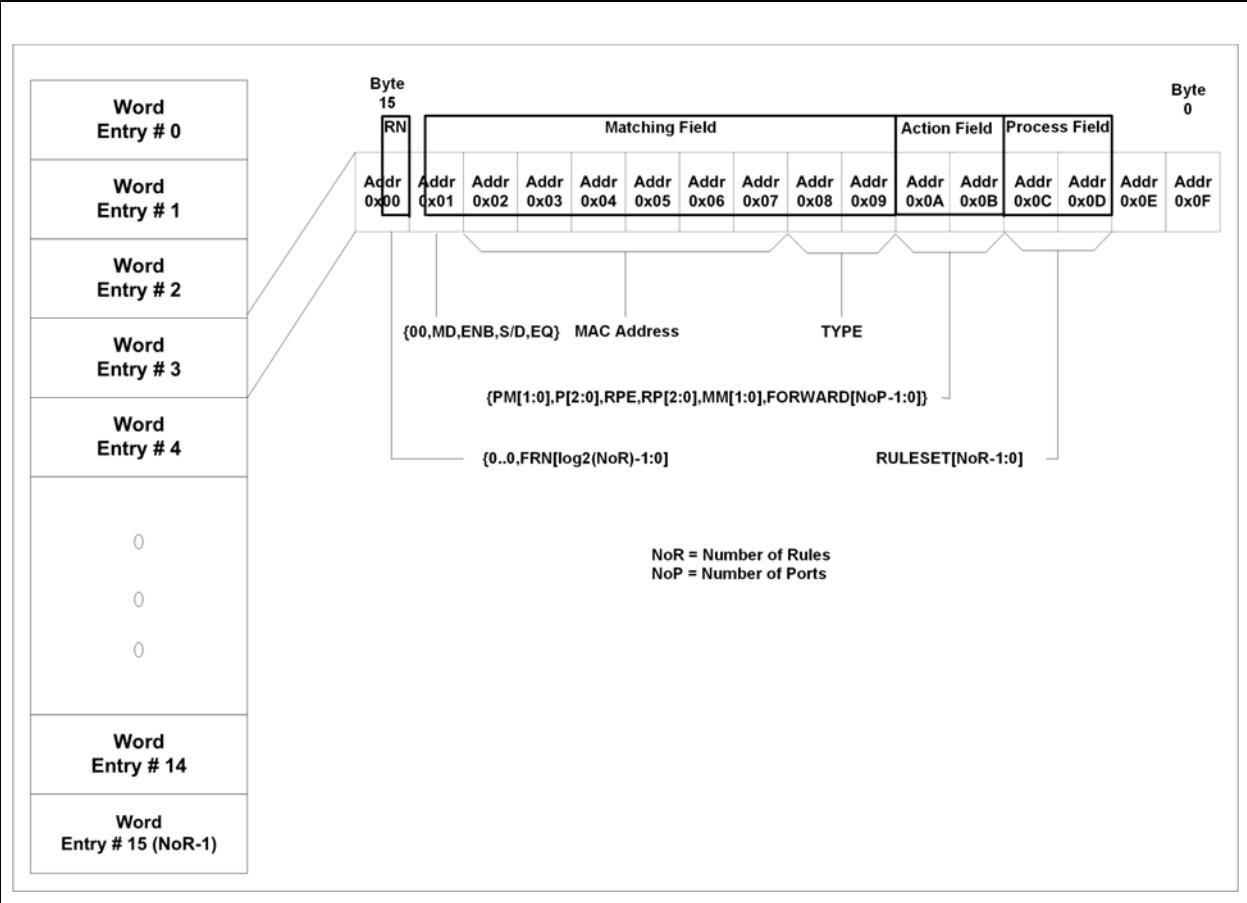 Word
Entry # 0
Word
Entry # 1
Word
Entry # 2
Word
Entry # 3
Word
Entry # 4
0
0
0
Word
Entry # 14
Word
Entry # 15 (NoR-1)
Byte
15
Byte
0
RN Matching Field Action Field Process Field
Addr Addr Addr Addr Addr Addr Addr Addr Addr Addr Addr Addr Addr Addr Addr Addr
0x00 0x01 0x02 0x03 0x04 0x05 0x06 0x07 0x08 0x09 0x0A 0x0B 0x0C 0x0D 0x0E 0x0F
{00,MD,ENB,S/D,EQ} MAC Address TYPE
{PM[1:0],P[2:0],RPE,RP[2:0],MM[1:0],FORWARD[NoP-1:0]}
{0..0,FRN[log2(NoR)-1:0] RULESET[NoR-1:0]
NoR = Number of Rules
NoP = Number of Ports